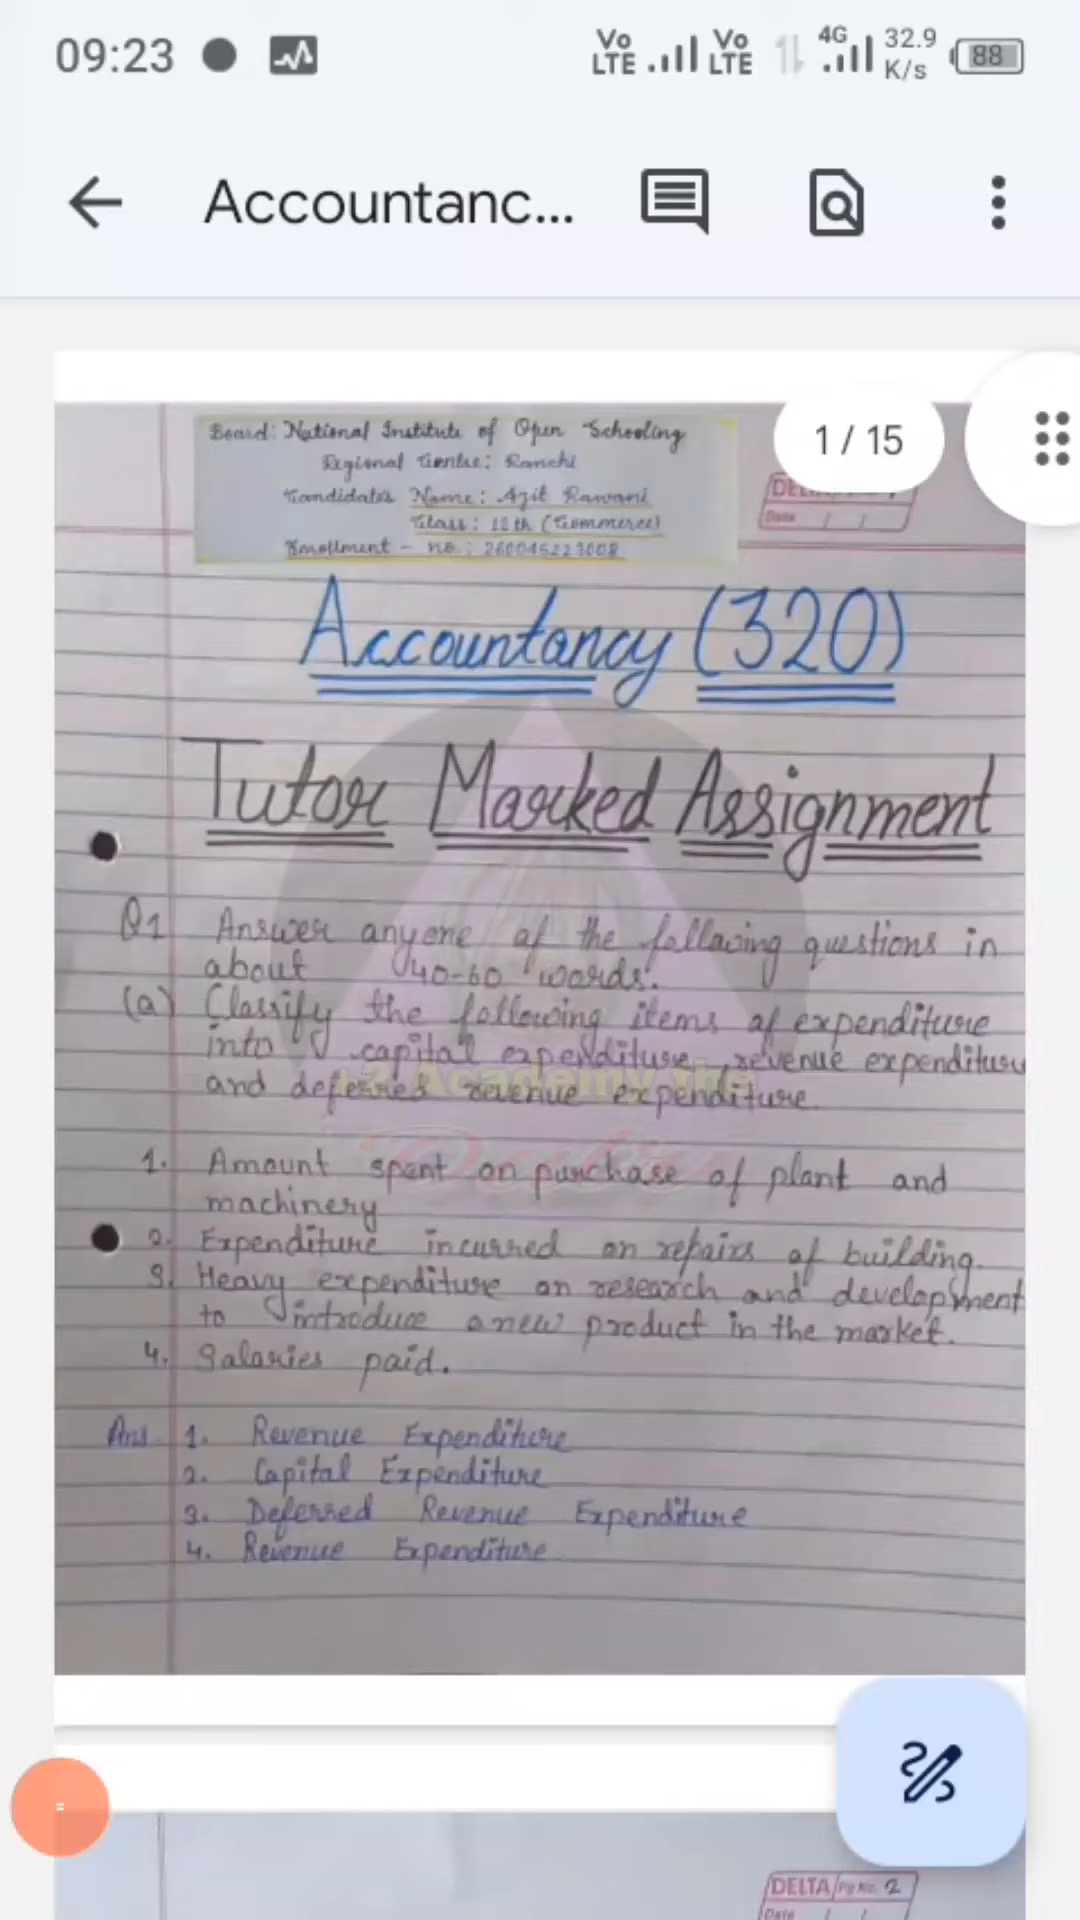 09:23
Vo LTE Vo LTE 4G 32.9 K/s 88
Accountanc...
1 / 15
Board: National Institute of Open Schooling
Regional Centre: Ranchi
Candidate's Name: Ajit Rawani
Class: 12th (Commerce)
Enrollment - no.: 260045223008
Date / /
Accountancy (320)
Tutor Marked Assignment
Q1 Answer anyone of the following questions in
about 40-60 words.
(a) Classify the following items of expenditure
into capital expenditure, revenue expenditure
and deferred revenue expenditure.
1. Amount spent on purchase of plant and
machinery
2. Expenditure incurred on repairs of building.
3. Heavy expenditure on research and development
to introduce a new product in the market.
4. Salaries paid.
Ans 1. Revenue Expenditure
2. Capital Expenditure
3. Deferred Revenue Expenditure
4. Revenue Expenditure
DELTA Pg No. 2
Date / /